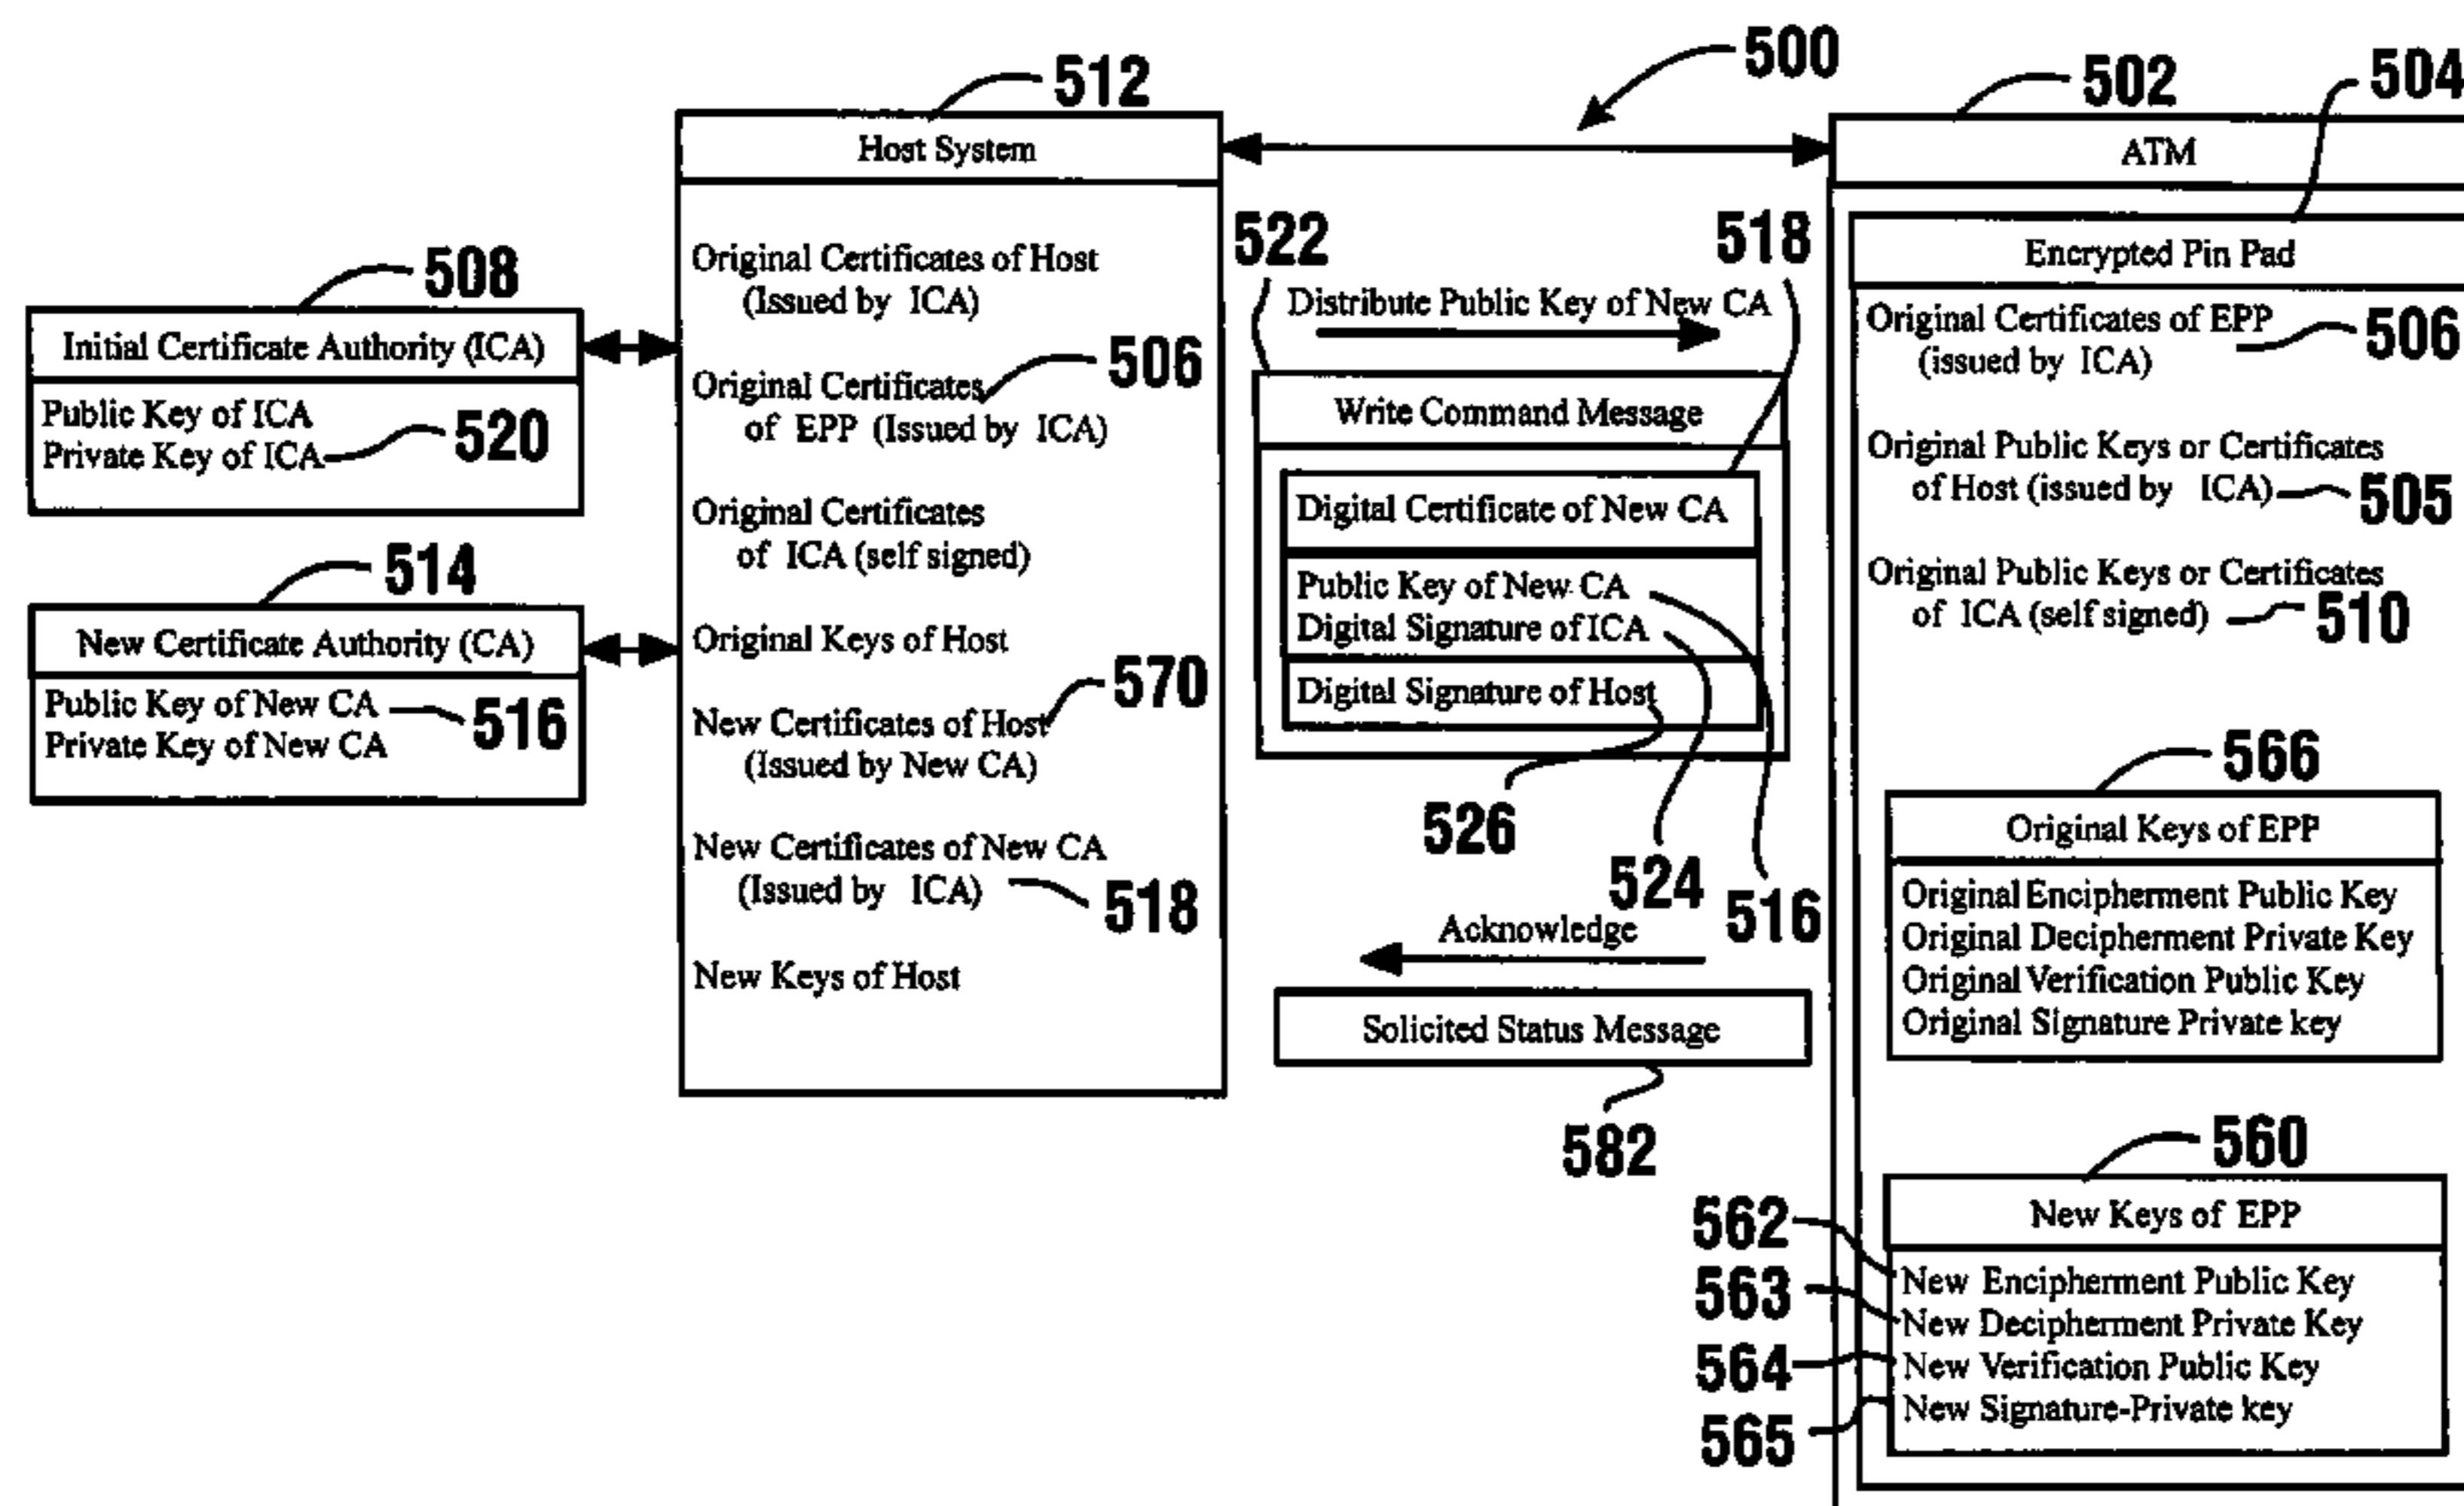 500
512
502
504
Host System
ATM
522
518
Original Certificates of Host
(Issued by ICA)
Encrypted Pin Pad
508
Distribute Public Key of New CA
Original Certificates of EPP
(issued by ICA)
506
Initial Certificate Authority (ICA)
506
Original Certificates
of EPP (Issued by ICA)
Write Command Message
Public Key of ICA
Private Key of ICA
520
Original Public Keys or Certificates
of Host (issued by ICA)
505
Original Certificates
of ICA (self signed)
Digital Certificate of New CA
514
Public Key of New CA
Digital Signature of ICA
Original Public Keys or Certificates
of ICA (self signed)
510
New Certificate Authority (CA)
Original Keys of Host
570
Digital Signature of Host
Public Key of New CA
Private Key of New CA
516
New Certificates of Host
(Issued by New CA)
566
526
524
516
Original Keys of EPP
New Certificates of New CA
(Issued by ICA)
518
Original Encipherment Public Key
Original Decipherment Private Key
Original Verification Public Key
Original Signature Private key
Acknowledge
New Keys of Host
Solicited Status Message
582
560
New Keys of EPP
562
New Encipherment Public Key
563
New Decipherment Private Key
564
New Verification Public Key
565
New Signature-Private key